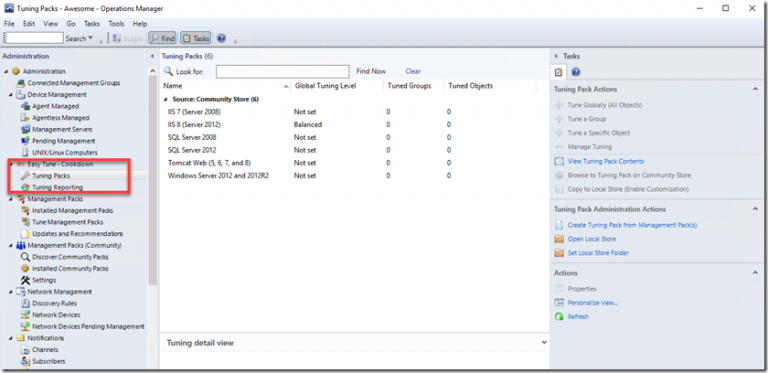 Tuning Packs - Awesome - Operations Manager
File Edit View Go Tasks Tools Help
Search Scope Find Tasks
Administration
Administration
Connected Management Groups
Device Management
Agent Managed
Agentless Managed
Management Servers
Pending Management
UNIX/Linux Computers
Easy Tune - Cookdown
Tuning Packs
Tuning Reporting
Management Packs
Installed Management Packs
Tune Management Packs
Updates and Recommendations
Management Packs (Community)
Discover Community Packs
Installed Community Packs
Settings
Network Management
Discovery Rules
Network Devices
Network Devices Pending Management
Notifications
Channels
Subscribers
Tuning Packs (6)
Look for: Find Now Clear
Name Global Tuning Level Tuned Groups Tuned Objects
Source: Community Store (6)
IIS 7 (Server 2008) Not set 0 0
IIS 8 (Server 2012) Balanced 0 0
SQL Server 2008 Not set 0 0
SQL Server 2012 Not set 0 0
Tomcat Web (5, 6, 7, and 8) Not set 0 0
Windows Server 2012 and 2012R2 Not set 0 0
Tuning detail view
Tasks
Tuning Pack Actions
Tune Globally (All Objects)
Tune a Group
Tune a Specific Object
Manage Tuning
View Tuning Pack Contents
Browse to Tuning Pack on Community Store
Copy to Local Store (Enable Customization)
Tuning Pack Administration Actions
Create Tuning Pack from Management Pack(s)
Open Local Store
Set Local Store Folder
Actions
Properties
Personalize view...
Refresh